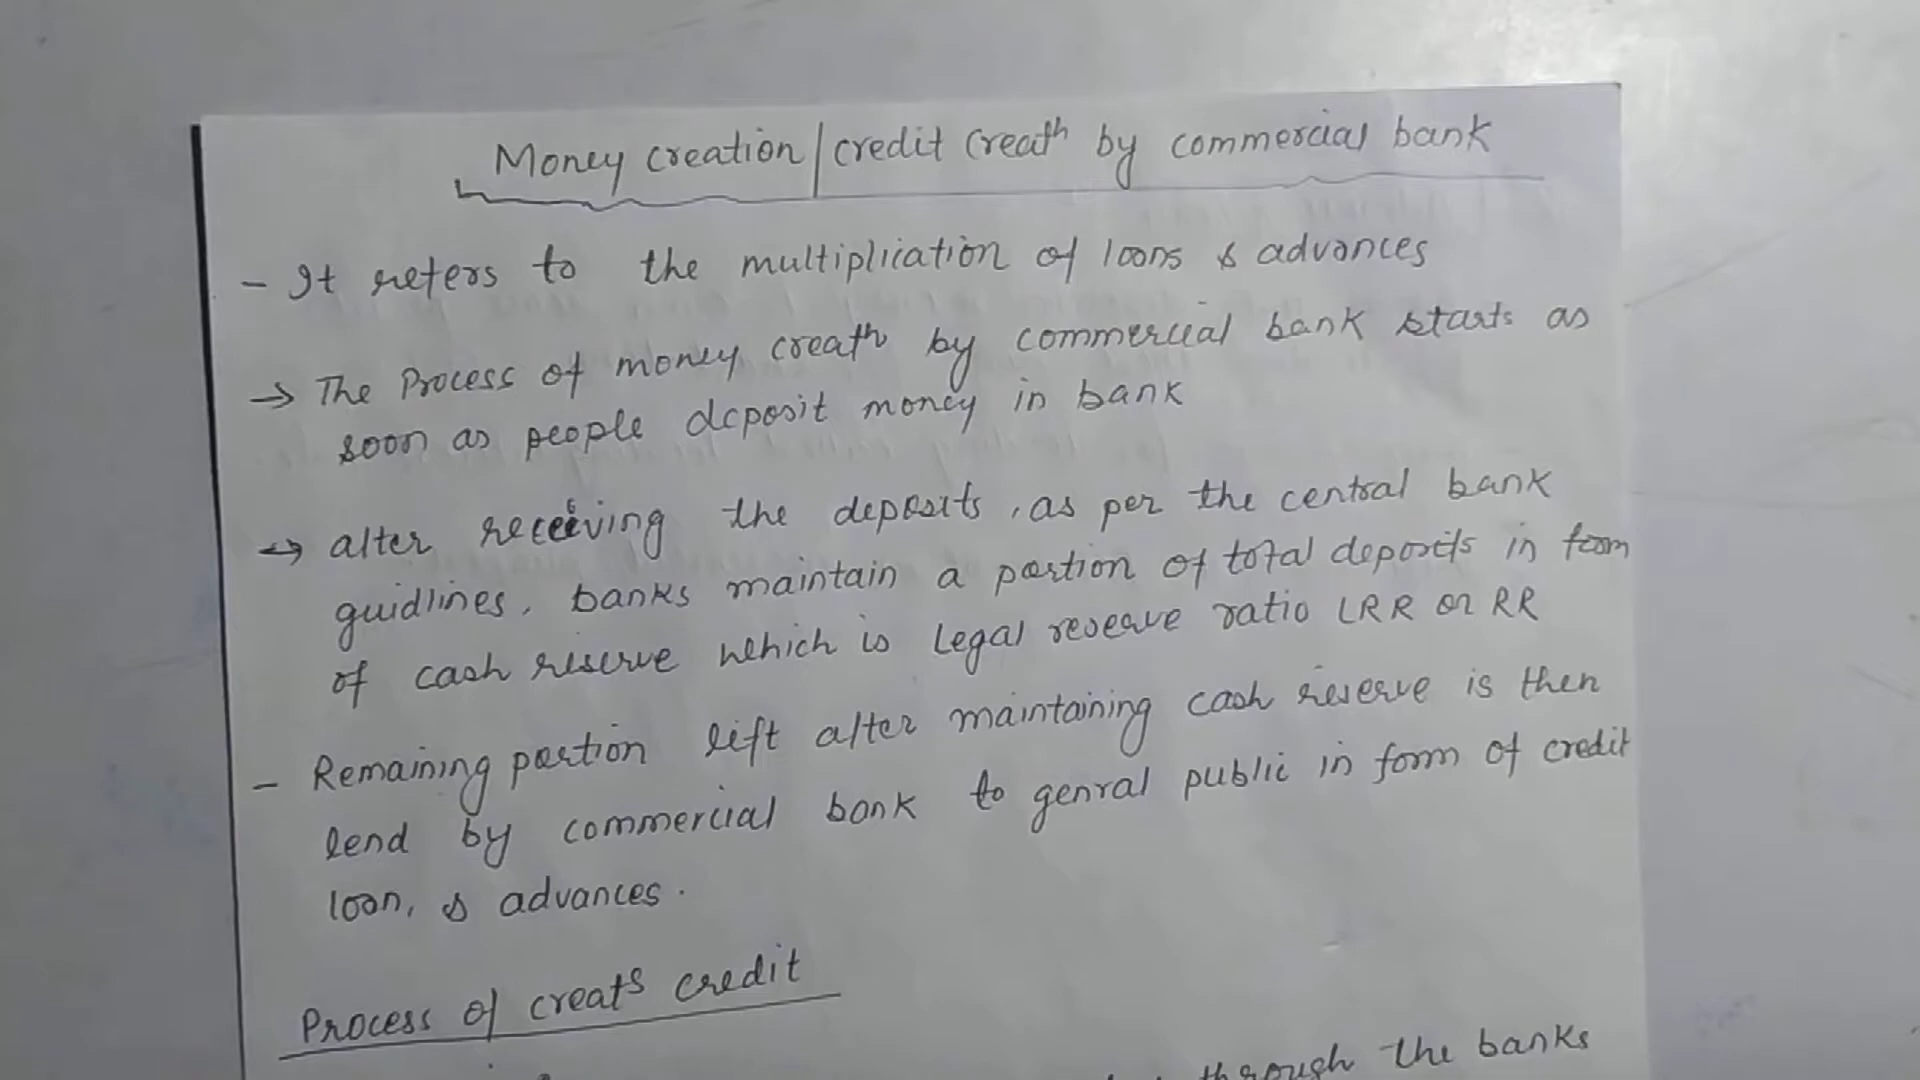 Money creation/credit creatn by commercial bank
- It refers to the multiplication of loans & advances
→ The Process of money creatn by commercial bank starts as
soon as people deposit money in bank
↔ after receiving the deposits, as per the central bank
guidlines, banks maintain a portion of total deposits in form
of cash reserve which is Legal reserve ratio LRR or RR
- Remaining portion left after maintaining cash reserve is then
lend by commercial bank to genral public in form of credit
loan, & advances.
Process of creats credit
through the banks